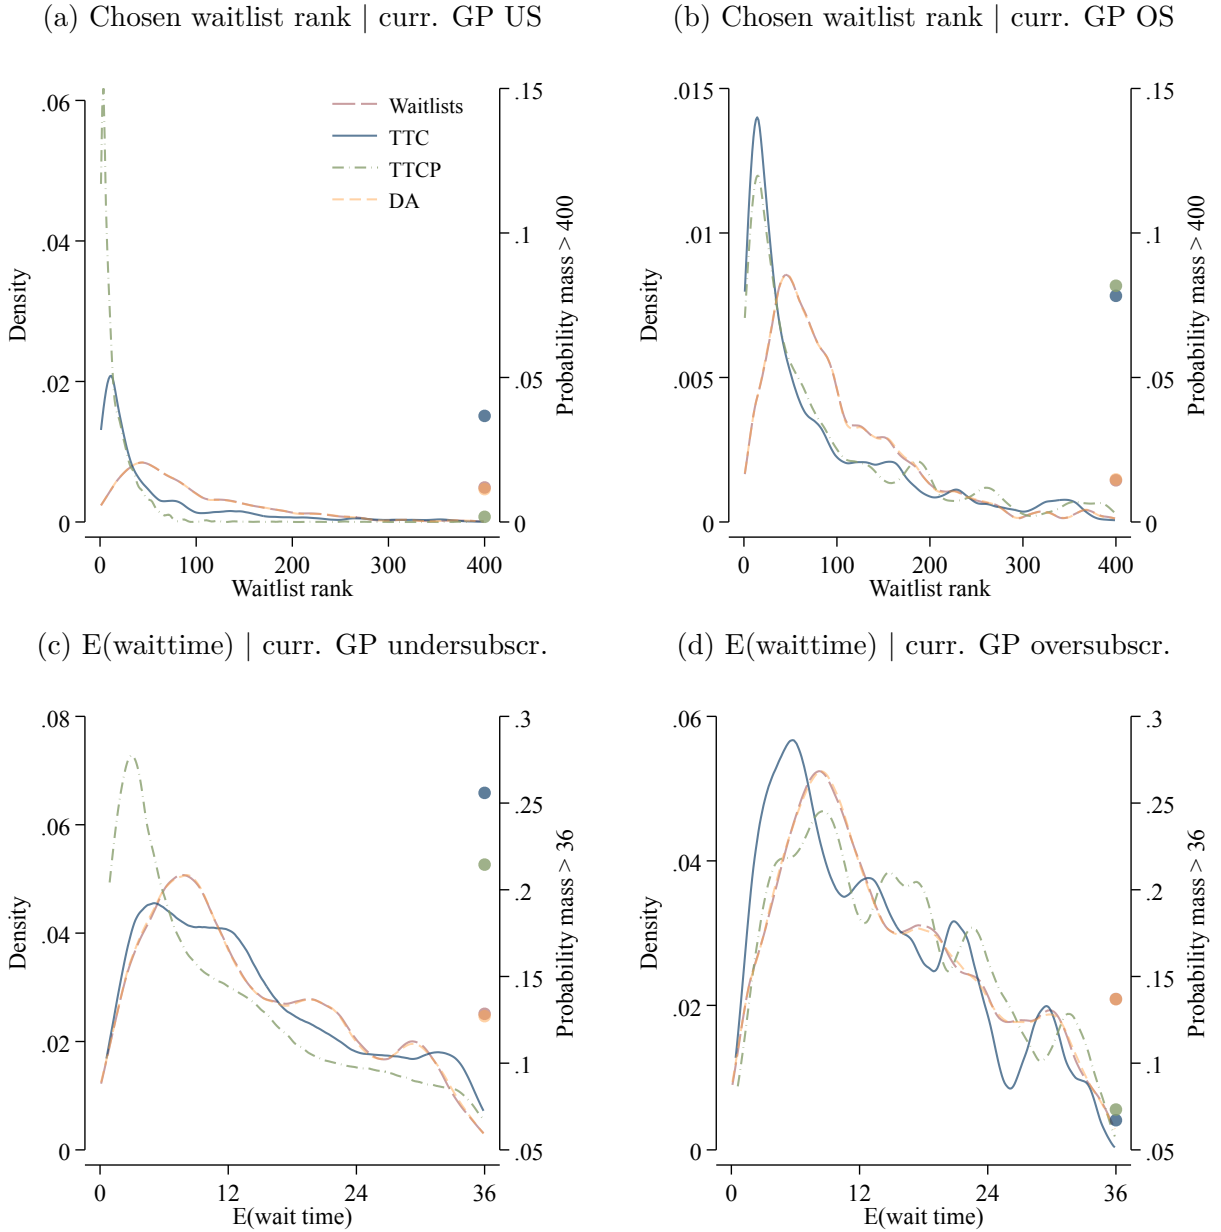 (a) Chosen waitlist rank | curr. GP US
.06
.04
.02
0
Density
.15
.1
.05
0
Probability mass > 400
Waitlists
TTC
TTCP
DA
0 100 200 300 400
Waitlist rank
(b) Chosen waitlist rank | curr. GP OS
.015
.01
.005
0
Density
.15
.1
.05
0
Probability mass > 400
0 100 200 300 400
Waitlist rank
(c) E(waittime) | curr. GP undersubscr.
.08
.06
.04
.02
0
Density
.3
.25
.2
.15
.1
.05
Probability mass > 36
0 12 24 36
E(wait time)
(d) E(waittime) | curr. GP oversubscr.
.06
.04
.02
0
Density
.3
.25
.2
.15
.1
.05
Probability mass > 36
0 12 24 36
E(wait time)